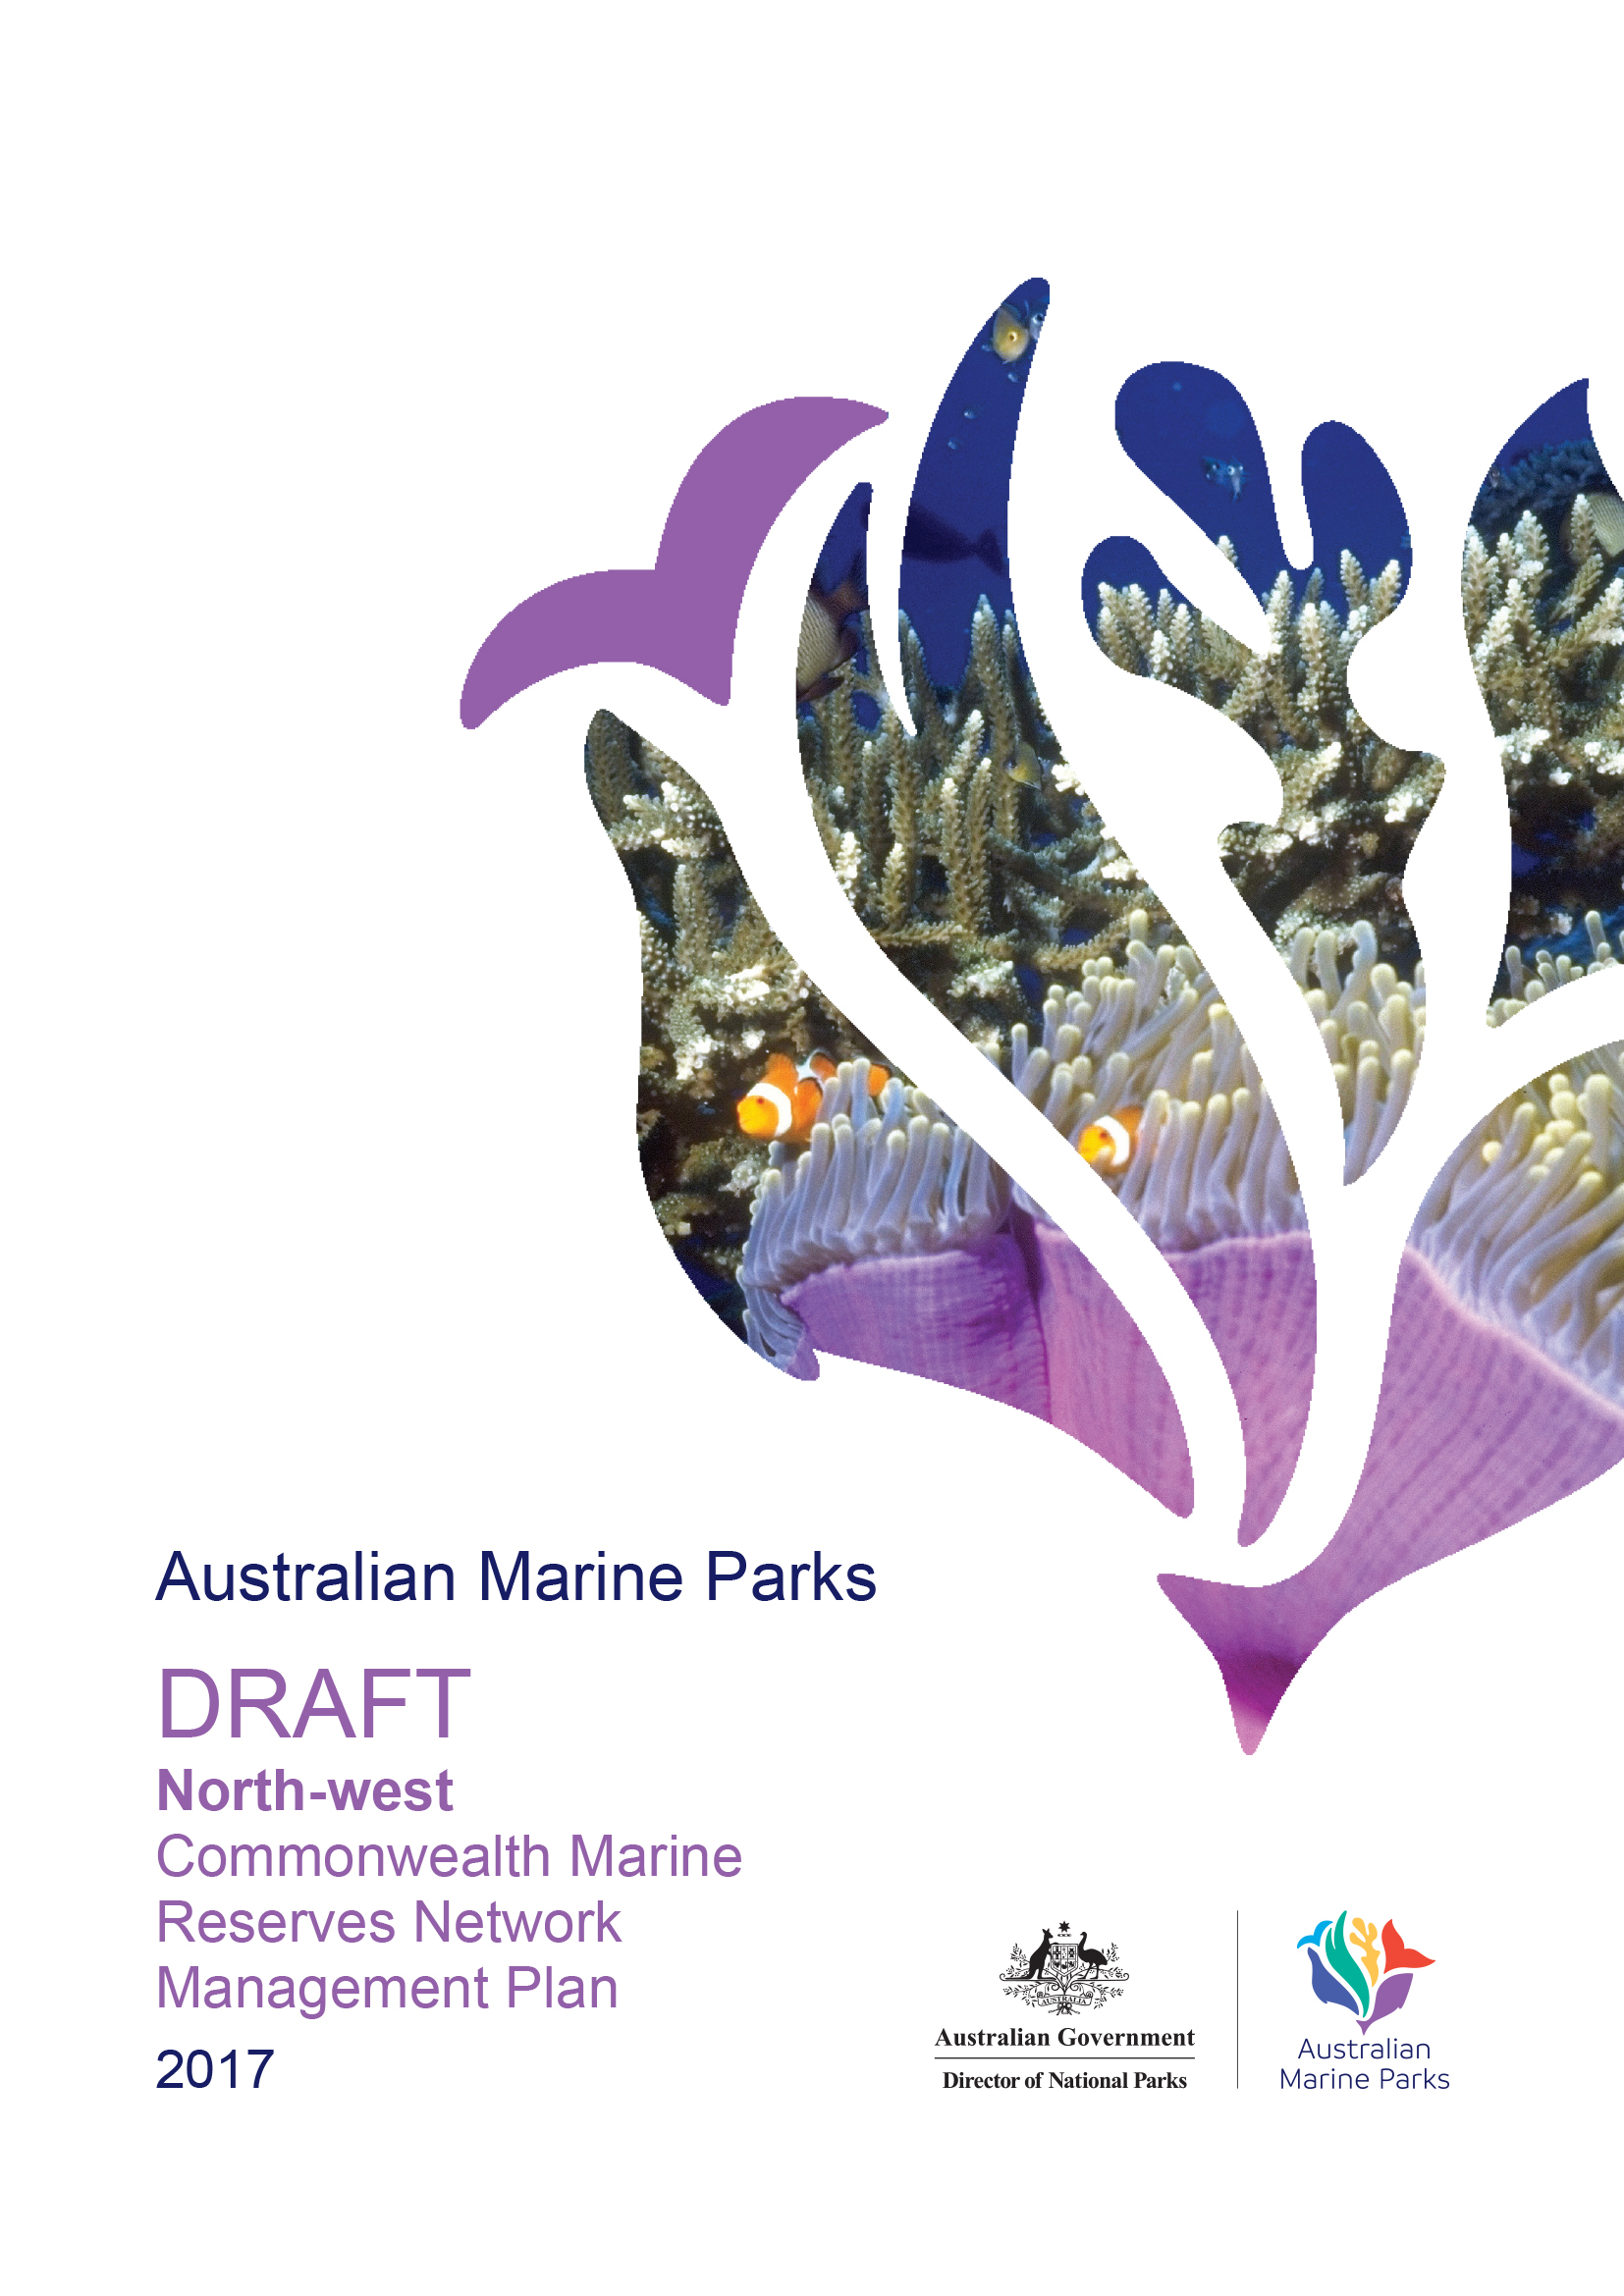 Australian Marine Parks
DRAFT
North-west
Commonwealth Marine
Reserves Network
Management Plan
2017
AUSTRALIA
Australian Government
Director of National Parks
Australian
Marine Parks